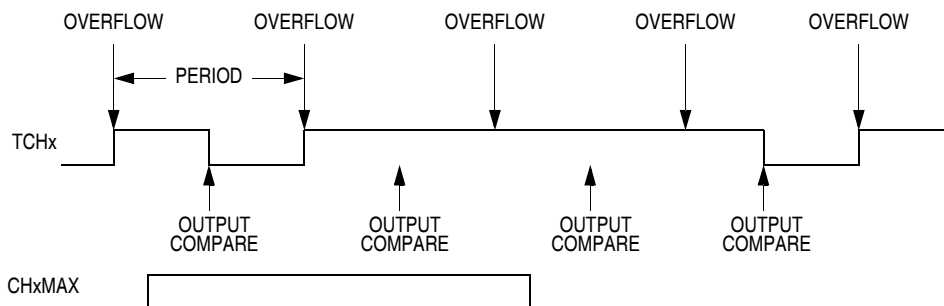 OVERFLOW OVERFLOW OVERFLOW OVERFLOW OVERFLOW
PERIOD
TCHx
OUTPUT COMPARE
OUTPUT COMPARE
OUTPUT COMPARE
OUTPUT COMPARE
CHxMAX